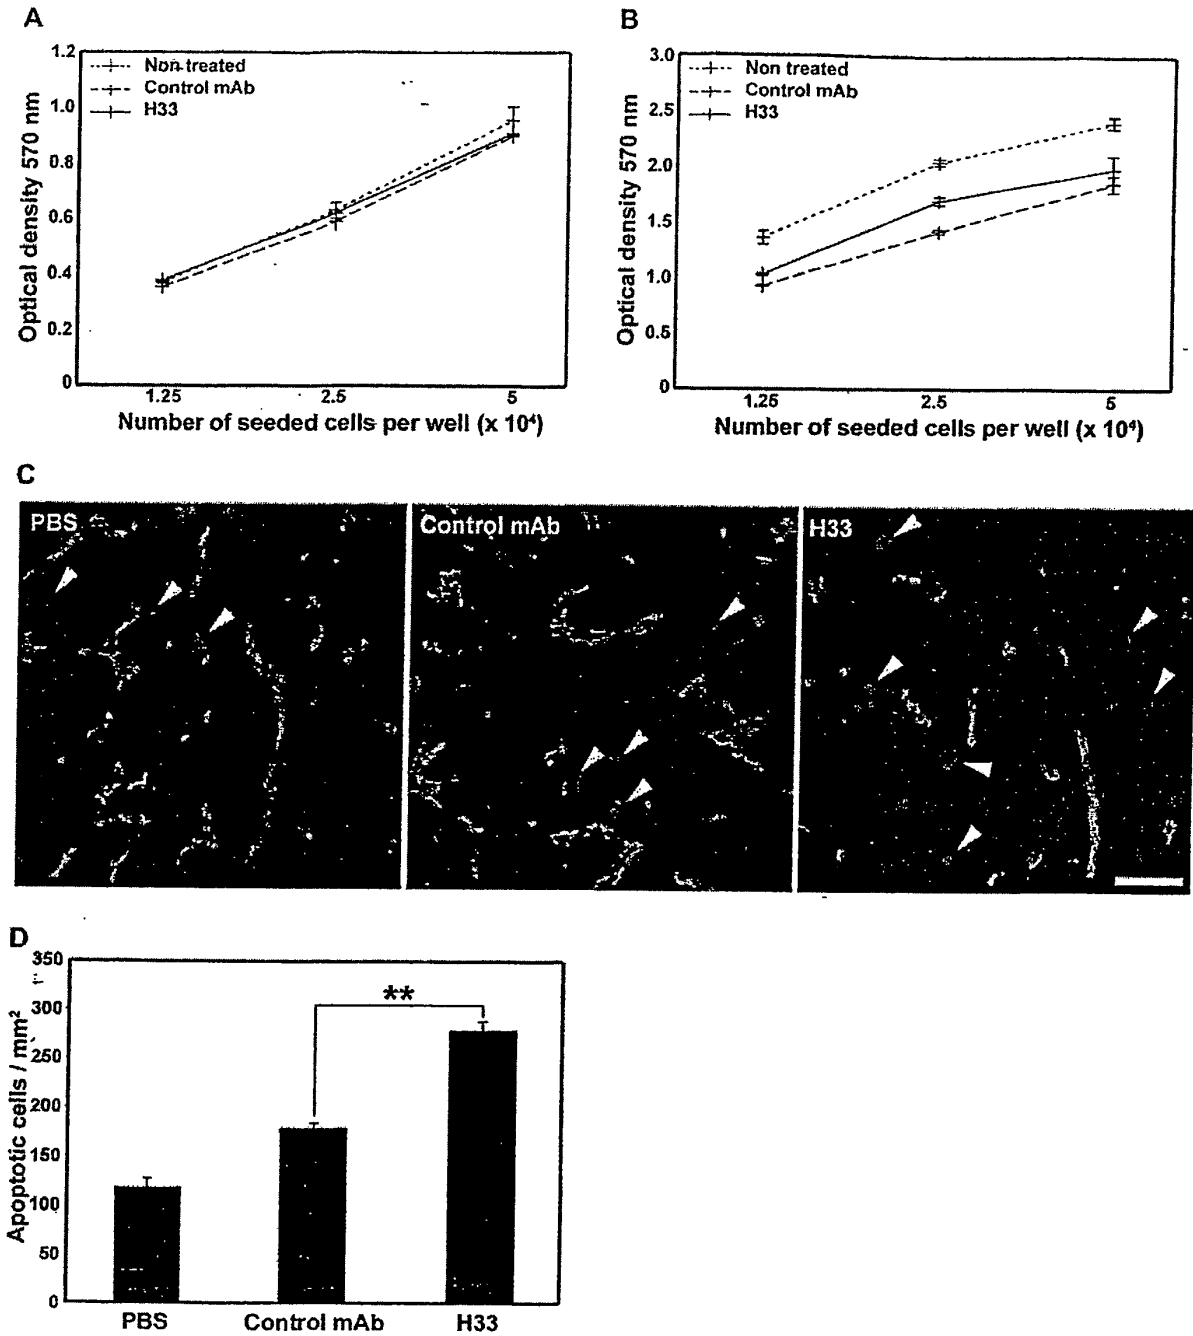 A
Optical density 570 nm
1.2
1.0
0.8
0.6
0.4
0.2
0
Non treated
Control mAb
H33
1.25 2.5 5
Number of seeded cells per well (x 10⁴)
B
Optical density 570 nm
3.0
2.5
2.0
1.5
1.0
0.5
0
Non treated
Control mAb
H33
1.25 2.5 5
Number of seeded cells per well (x 10⁴)
C
PBS
Control mAb
H33
D
Apoptotic cells / mm²
350
300
250
200
150
100
50
0
**
PBS Control mAb H33